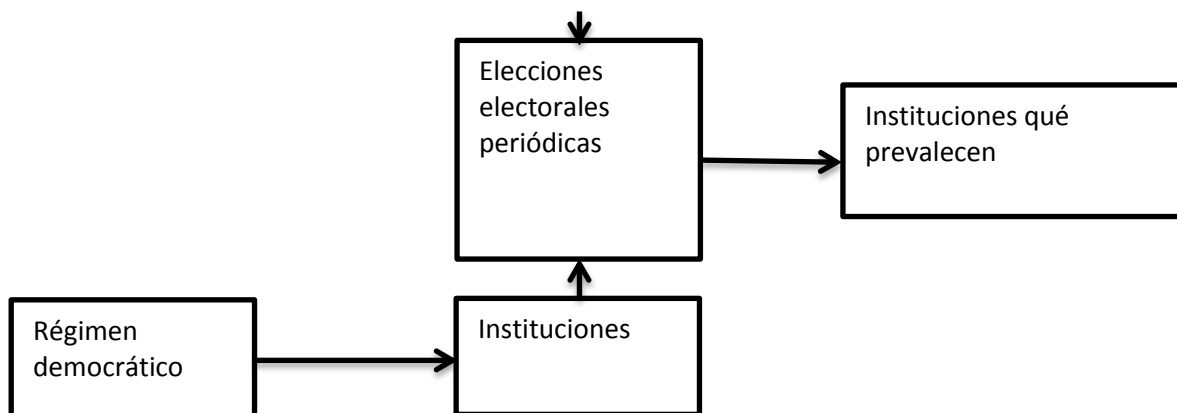 Elecciones
electorales
periódicas
Instituciones qué
prevalecen
Régimen
democrático
Instituciones